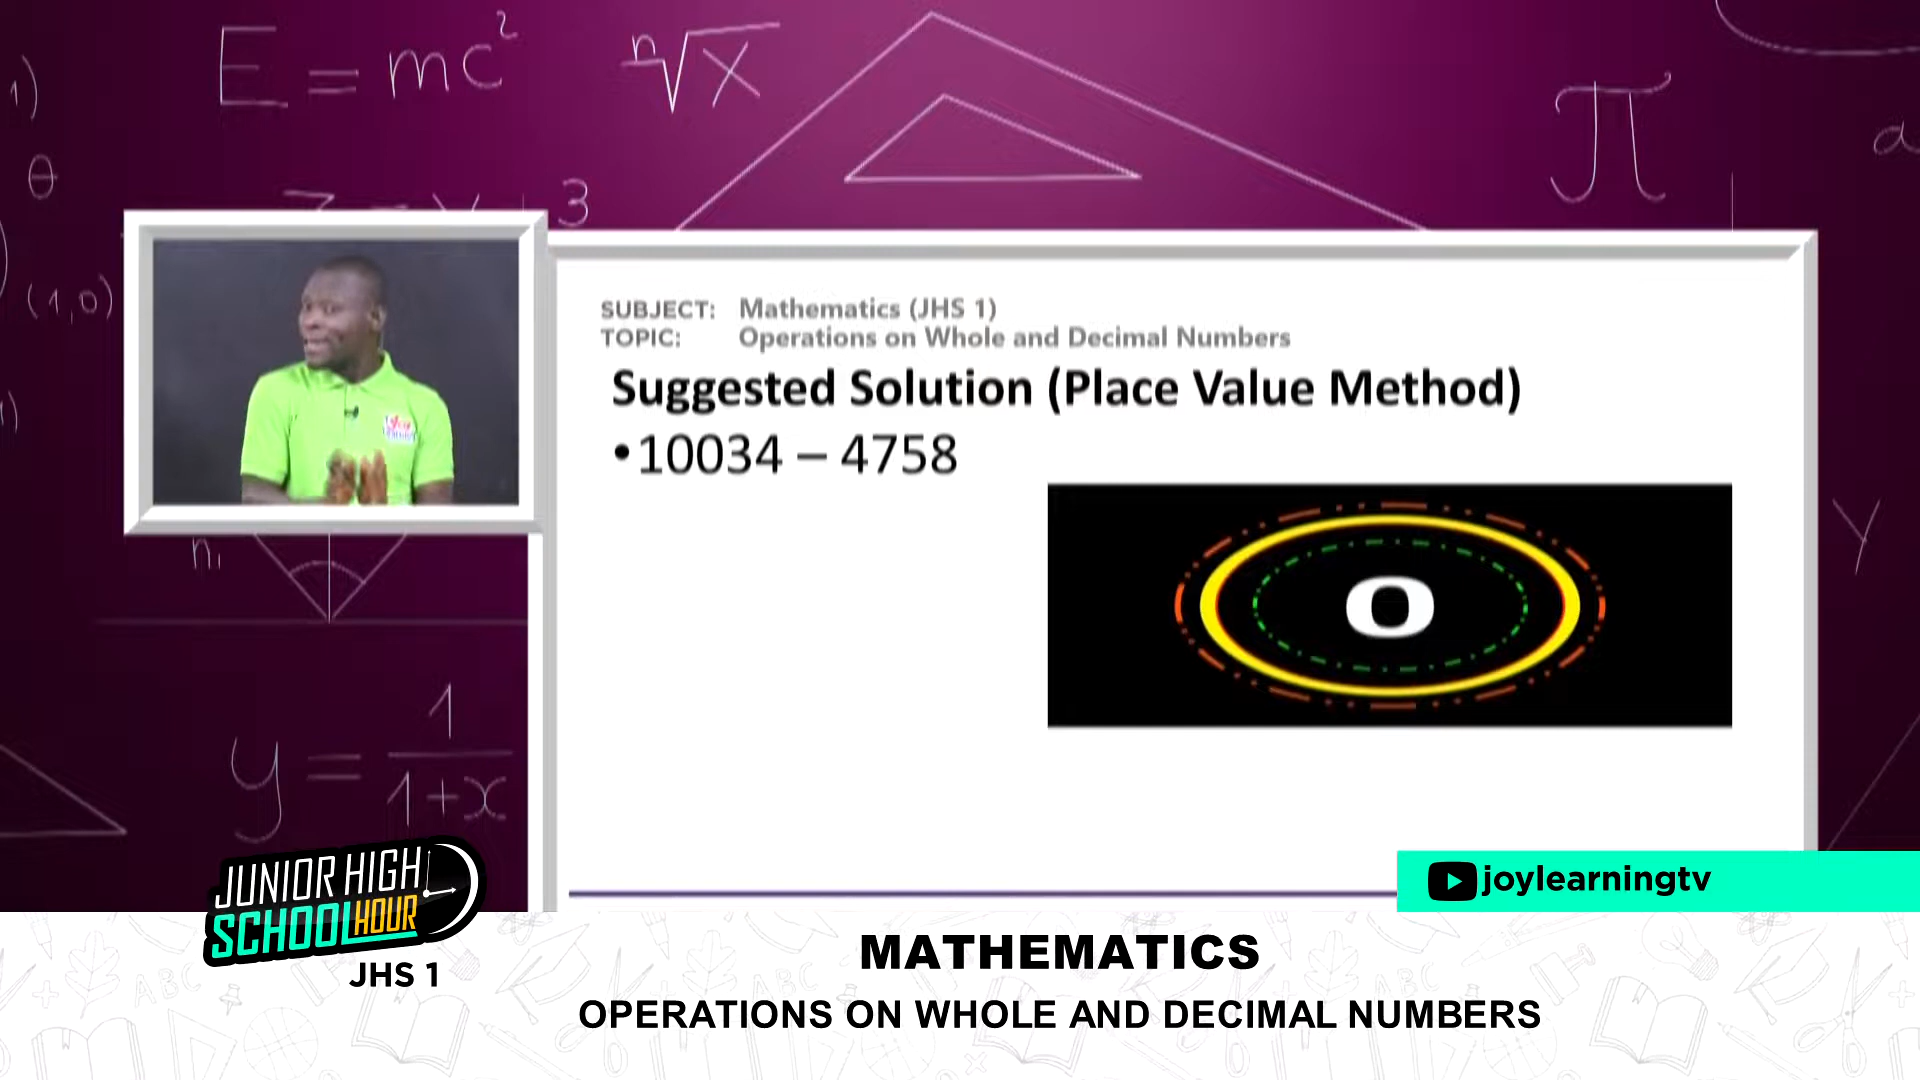 1)
E = mc²
ⁿ√x
π
a
θ
3
(1,0)
SUBJECT: Mathematics (JHS 1)
TOPIC: Operations on Whole and Decimal Numbers
Suggested Solution (Place Value Method)
•10034 – 4758
0
Y
n
y = 1/1+x
JUNIOR HIGH
SCHOOL HOUR
JHS 1
joylearningtv
MATHEMATICS
OPERATIONS ON WHOLE AND DECIMAL NUMBERS